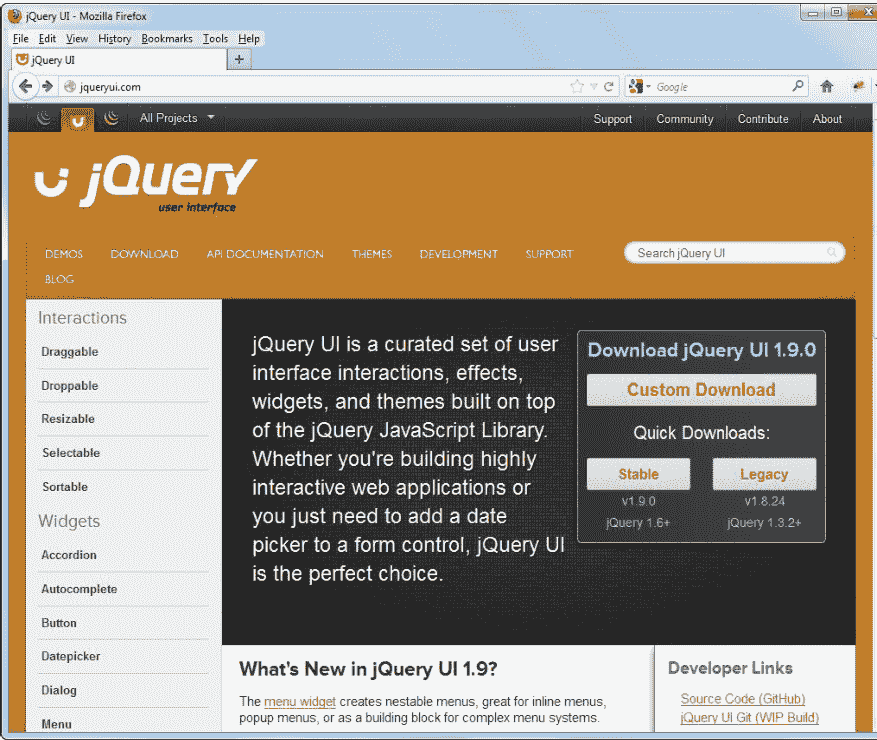 jQuery UI - Mozilla Firefox
File Edit View History Bookmarks Tools Help
jQuery UI
jqueryui.com
Google
All Projects
Support Community Contribute About
jQuery
user interface
DEMOS DOWNLOAD API DOCUMENTATION THEMES DEVELOPMENT SUPPORT
BLOG
Search jQuery UI
Interactions
Draggable
Droppable
Resizable
Selectable
Sortable
Widgets
Accordion
Autocomplete
Button
Datepicker
Dialog
Menu
jQuery UI is a curated set of user
interface interactions, effects,
widgets, and themes built on top
of the jQuery JavaScript Library.
Whether you're building highly
interactive web applications or
you just need to add a date
picker to a form control, jQuery UI
is the perfect choice.
Download jQuery UI 1.9.0
Custom Download
Quick Downloads:
Stable Legacy
v1.9.0 v1.8.24
jQuery 1.6+ jQuery 1.3.2+
What's New in jQuery UI 1.9?
The menu widget creates nestable menus, great for inline menus,
popup menus, or as a building block for complex menu systems.
Developer Links
Source Code (GitHub)
jQuery UI Git (WIP Build)